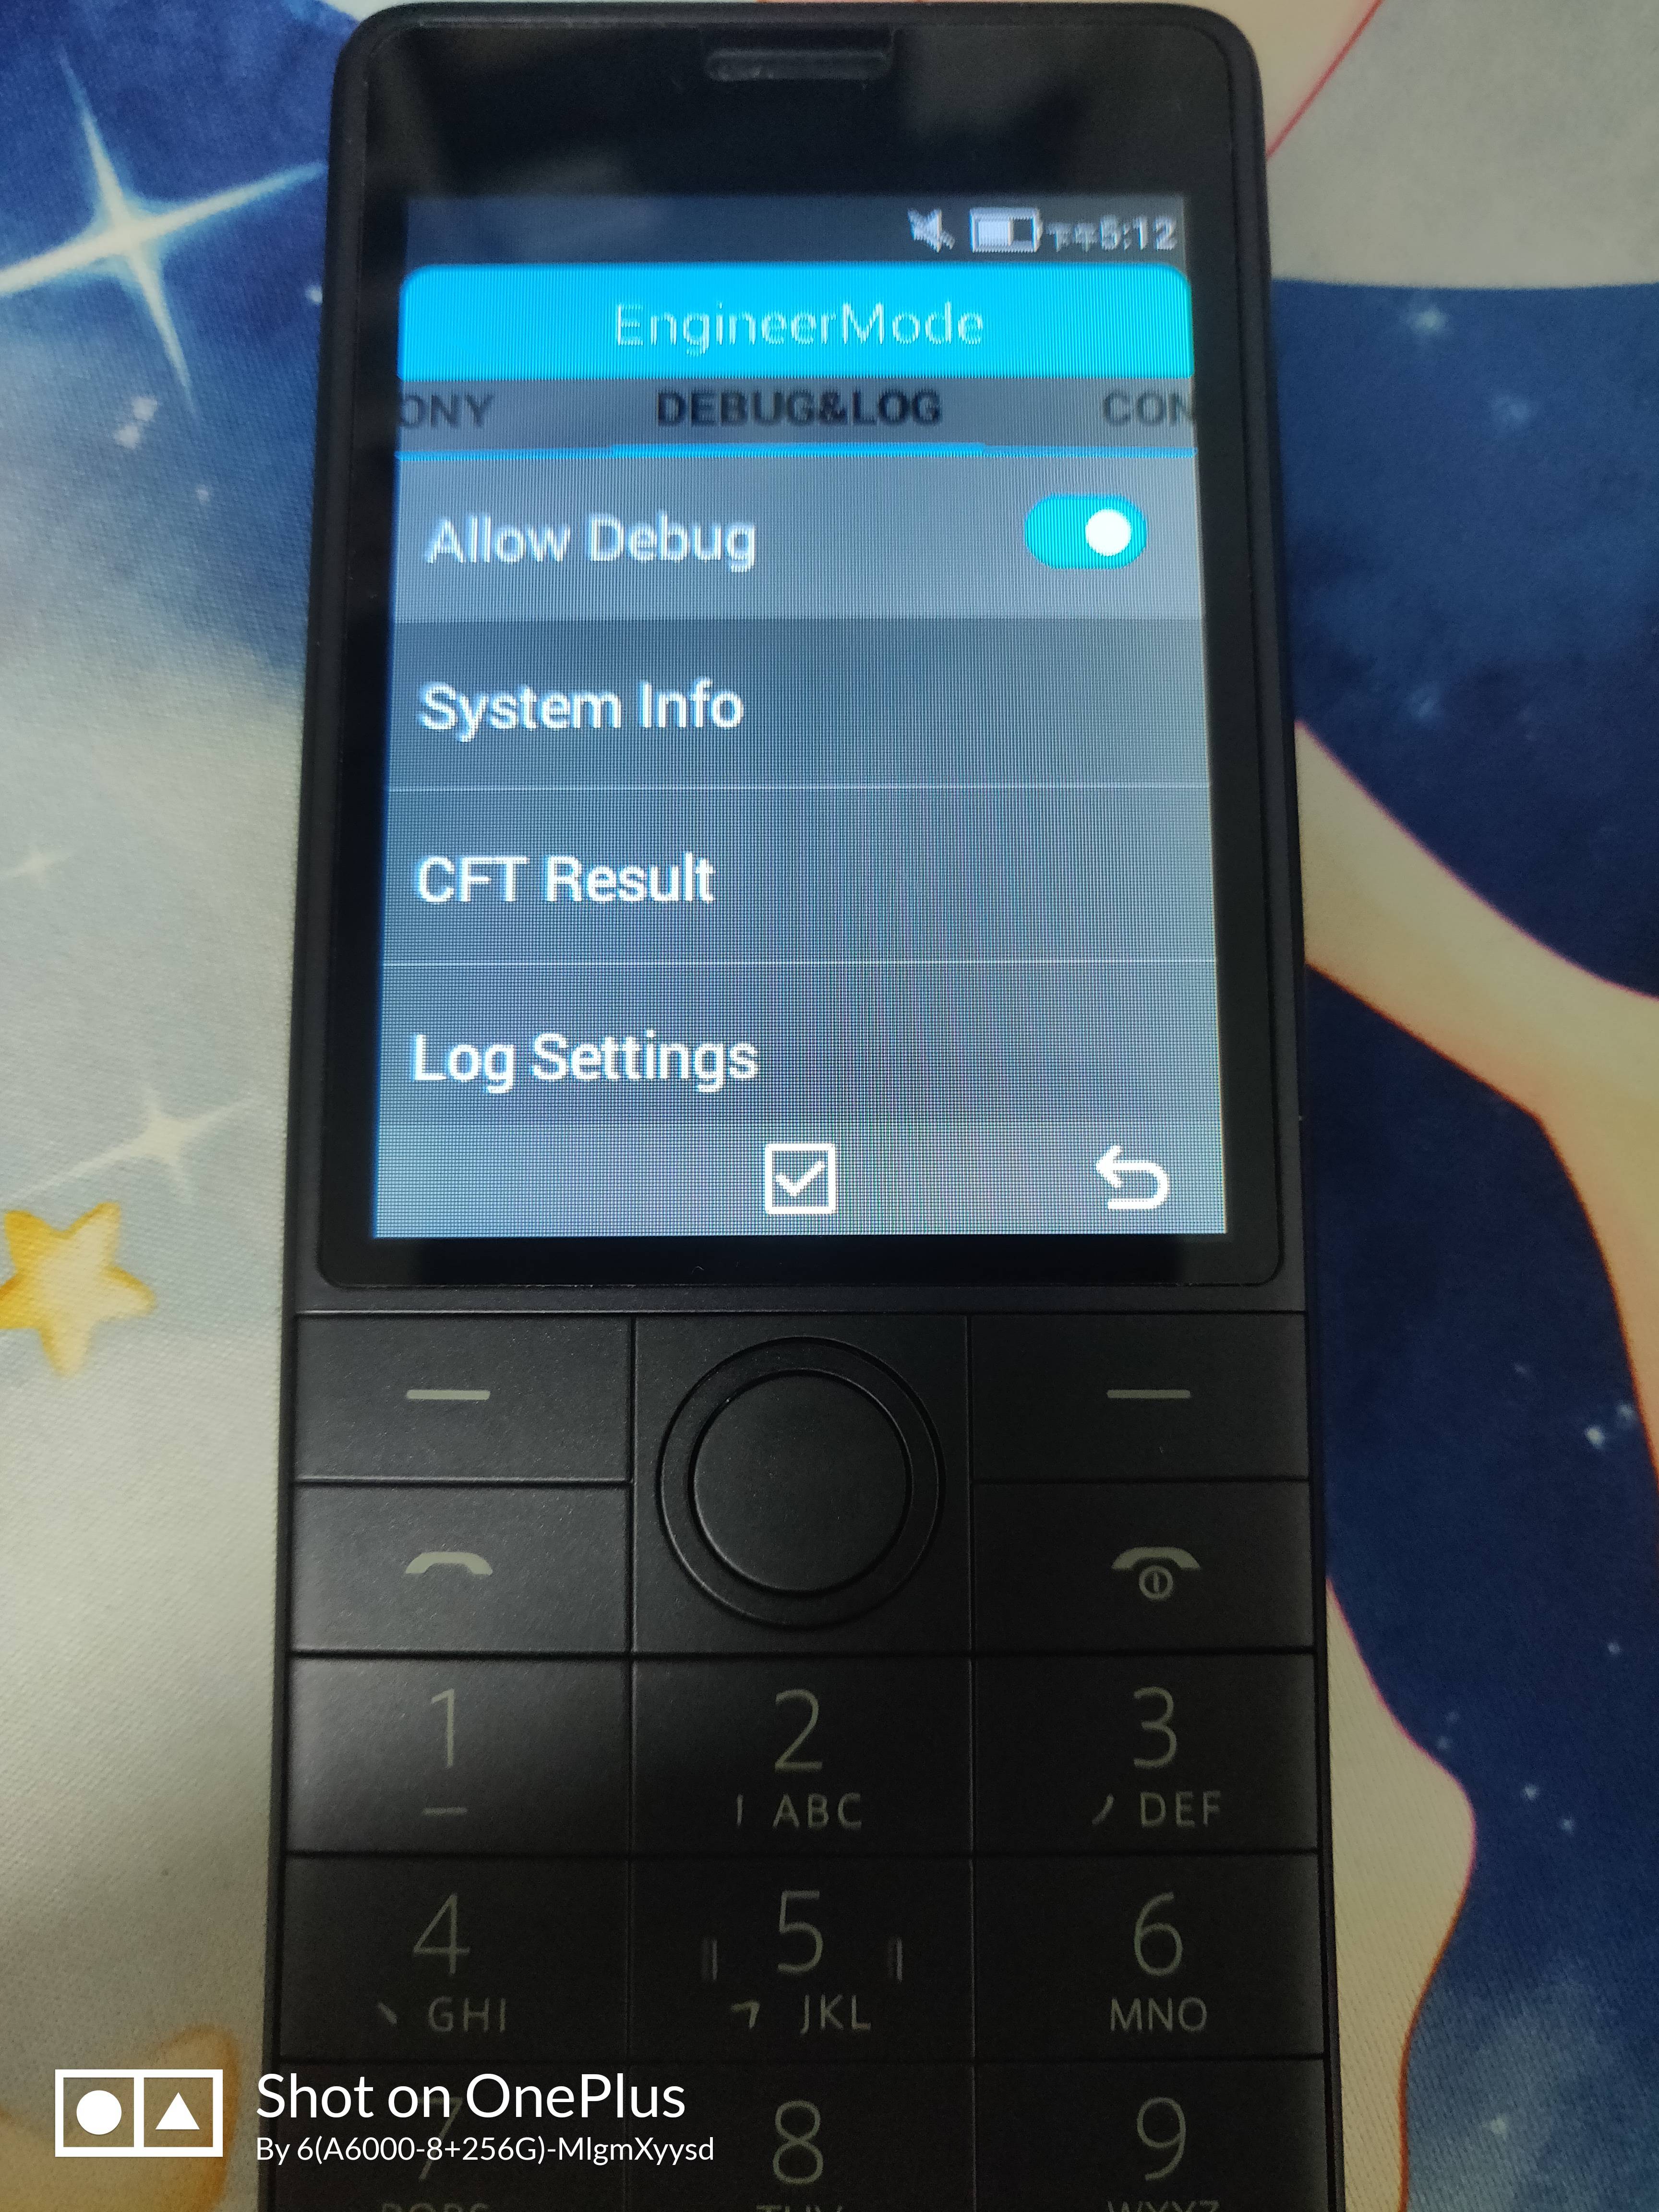 下午5:12
EngineerMode
ONY DEBUG&LOG CON
Allow Debug
System Info
CFT Result
Log Settings
1 2 3
ABC DEF
4 5 6
GHI JKL MNO
7 8 9
Shot on OnePlus
By 6(A6000-8+256G)-MlgmXyysd